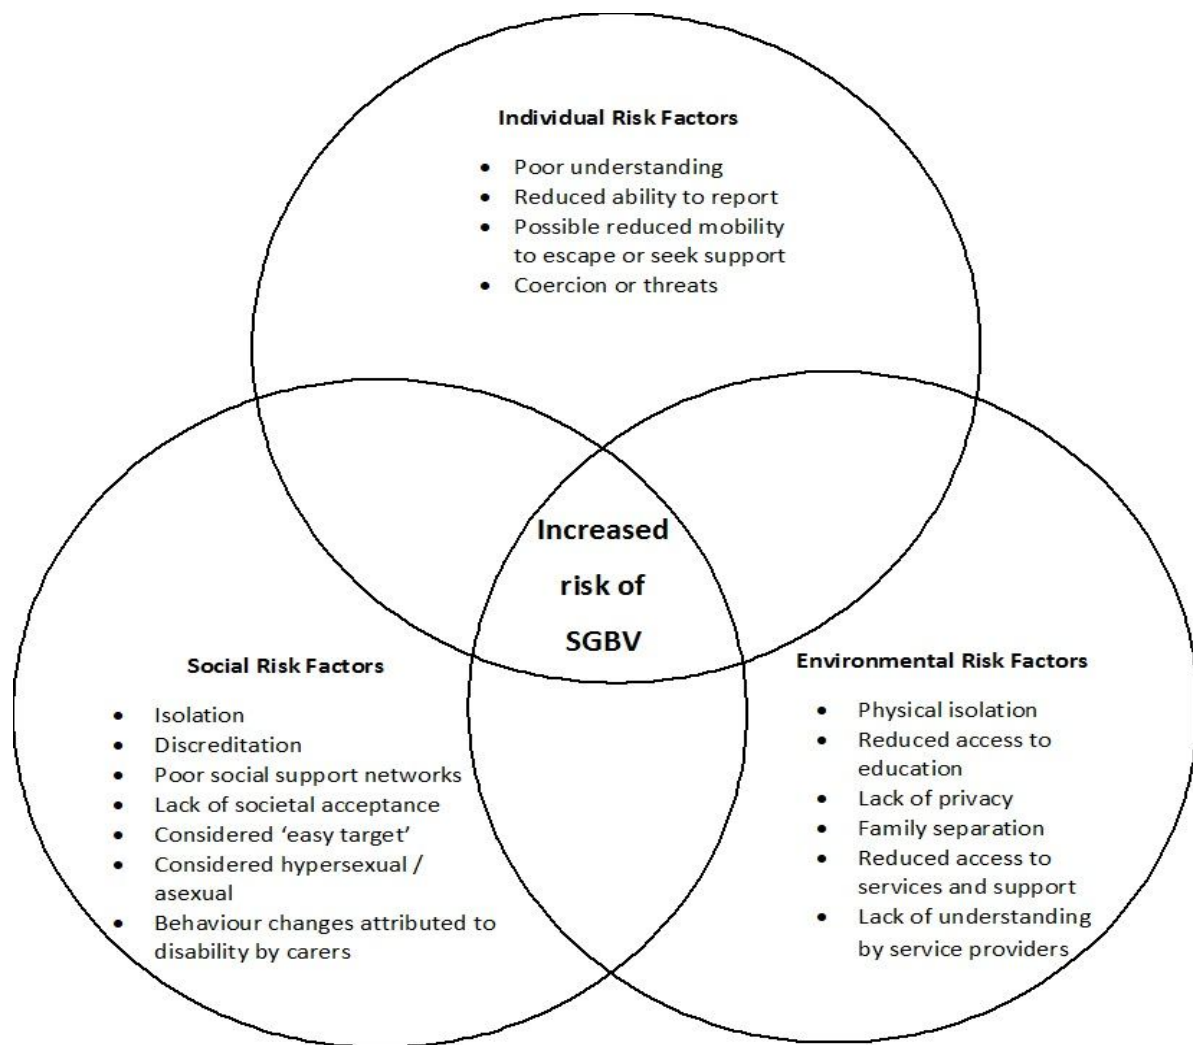 Individual Risk Factors
• Poor understanding
• Reduced ability to report
• Possible reduced mobility
to escape or seek support
• Coercion or threats
Increased
risk of
SGBV
Social Risk Factors
• Isolation
• Discreditation
• Poor social support networks
• Lack of societal acceptance
• Considered ‘easy target’
• Considered hypersexual /
asexual
• Behaviour changes attributed to
disability by carers
Environmental Risk Factors
• Physical isolation
• Reduced access to
education
• Lack of privacy
• Family separation
• Reduced access to
services and support
• Lack of understanding
by service providers